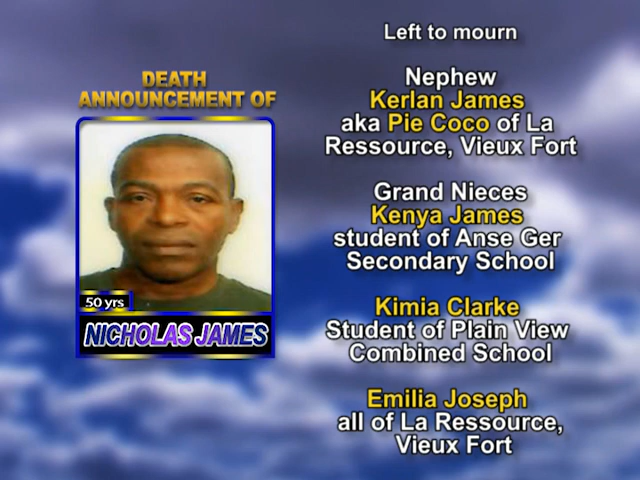 DEATH
ANNOUNCEMENT OF
50 yrs
NICHOLAS JAMES
Left to mourn
Nephew
Kerlan James
aka Pie Coco of La
Ressource, Vieux Fort
Grand Nieces
Kenya James
student of Anse Ger
Secondary School
Kimia Clarke
Student of Plain View
Combined School
Emilia Joseph
all of La Ressource,
Vieux Fort